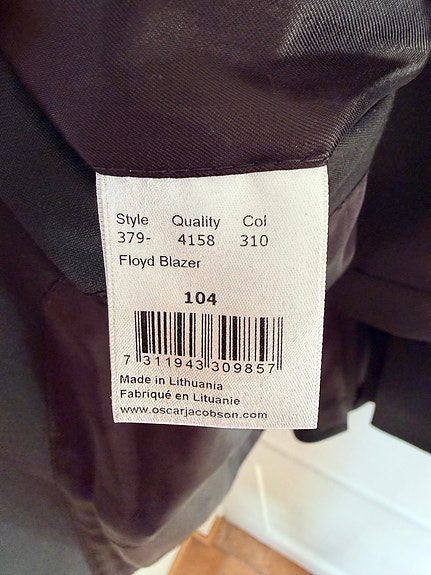 Style Quality Col
379- 4158 310
Floyd Blazer
104
7 311943 309857
Made in Lithuania
Fabriqué en Lituanie
www.oscarjacobson.com